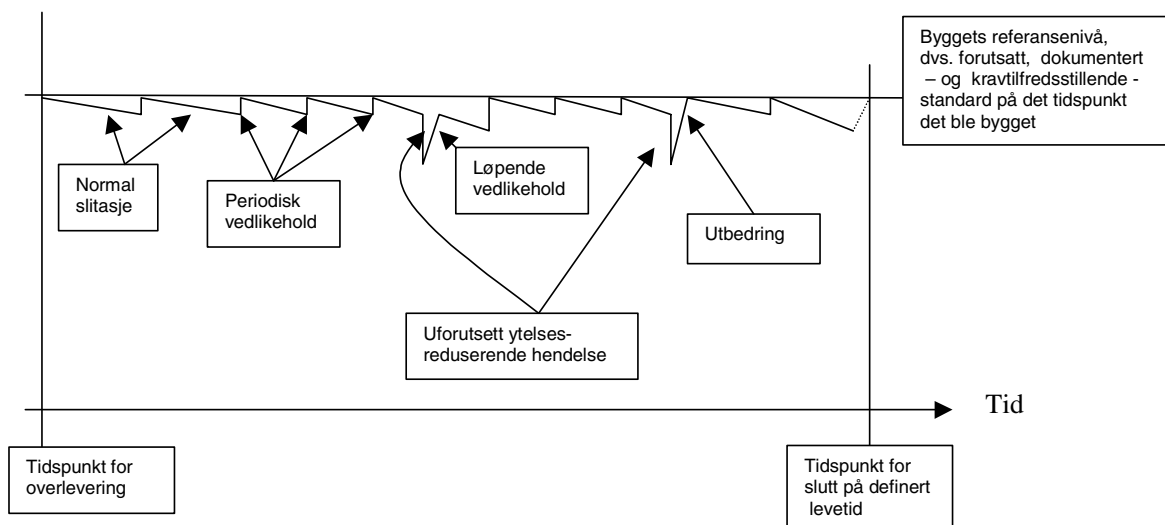 Byggets referansenivå,
dvs. forutsatt, dokumentert
– og kravtilfredsstillende -
standard på det tidspunkt
det ble bygget
Normal
slitasje
Periodisk
vedlikehold
Løpende
vedlikehold
Utbedring
Uforutsett ytelses-
reduserende hendelse
Tid
Tidspunkt for
overlevering
Tidspunkt for
slutt på definert
levetid